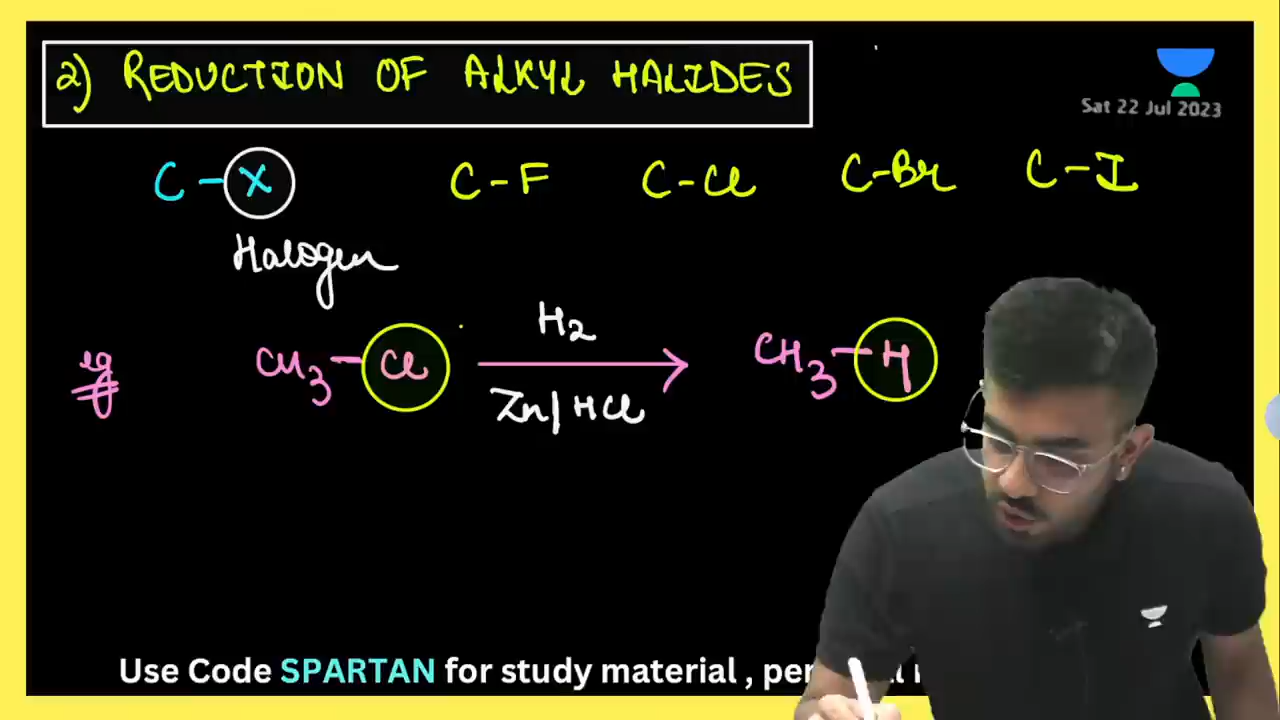 2) REDUCTION OF ALKYL HALIDES
Sat 22 Jul 2023
C-X C-F C-Cl C-Br C-I
Halogen
eg CH3-Cl H2 Zn/HCl CH3-H
Use Code SPARTAN for study material ,